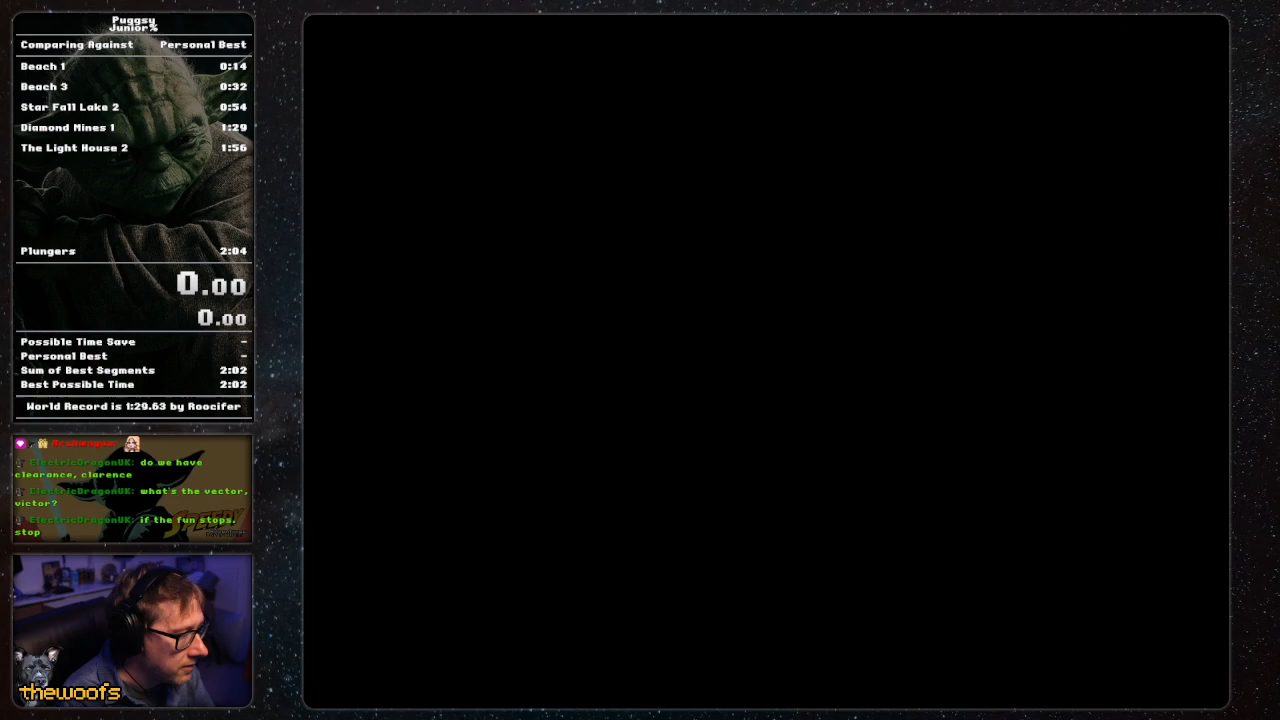 Puggsy
Junior%
Comparing Against Personal Best
Beach 1 0:14
Beach 3 0:32
Star Fall Lake 2 0:54
Diamond Mines 1 1:29
The Light House 2 1:56
Plungers 2:04
0.00
0.00
Possible Time Save -
Personal Best -
Sum of Best Segments 2:02
Best Possible Time 2:02
World Record is 1:29.63 by Roocifer
ElectricDragonUK: do we have
clearance, clarence
ElectricDragonUK: what's the vector,
victor?
ElectricDragonUK: if the fun stops,
stop
SPEEDY
thewoofs